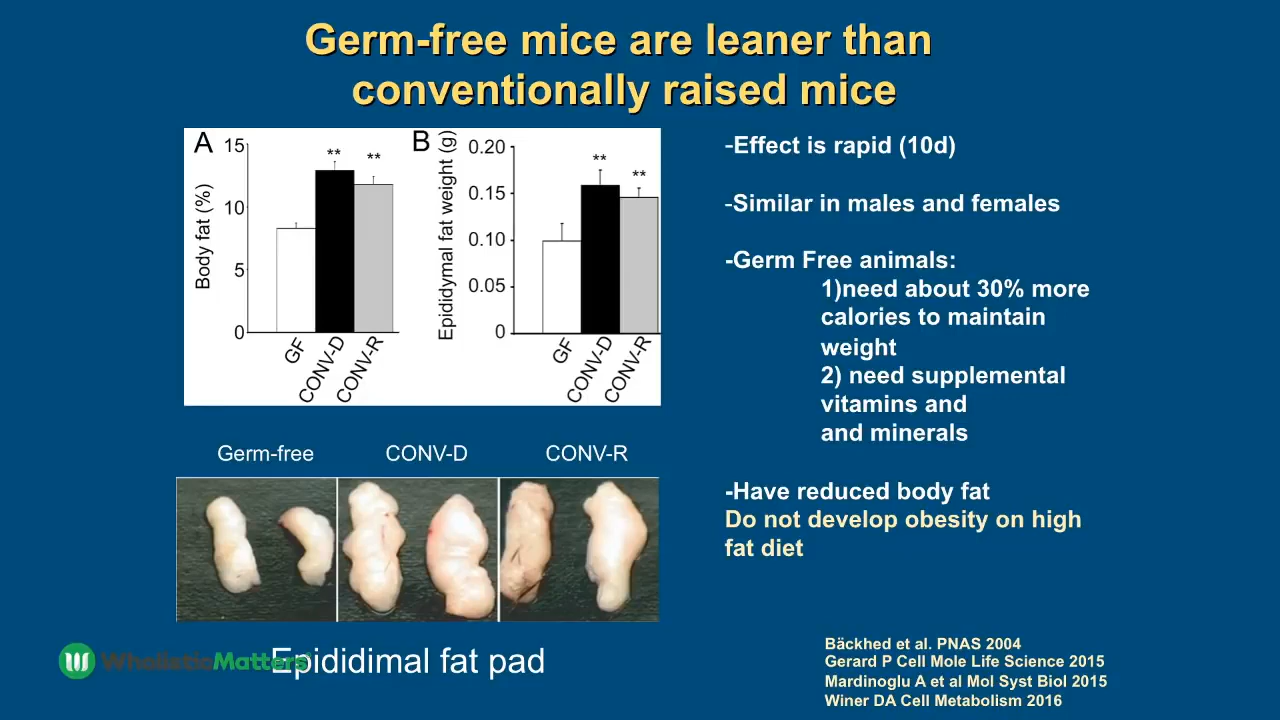 Germ-free mice are leaner than
conventionally raised mice
A
15
10
5
0
Body fat (%)
**
**
GF
CONV-D
CONV-R
B
0.20
0.15
0.10
0.05
0
Epididymal fat weight (g)
**
**
GF
CONV-D
CONV-R
-Effect is rapid (10d)
-Similar in males and females
-Germ Free animals:
1)need about 30% more
calories to maintain
weight
2) need supplemental
vitamins and
and minerals
-Have reduced body fat
Do not develop obesity on high
fat diet
Germ-free
CONV-D
CONV-R
WholisticMatters
Epididimal fat pad
Bäckhed et al. PNAS 2004
Gerard P Cell Mole Life Science 2015
Mardinoglu A et al Mol Syst Biol 2015
Winer DA Cell Metabolism 2016